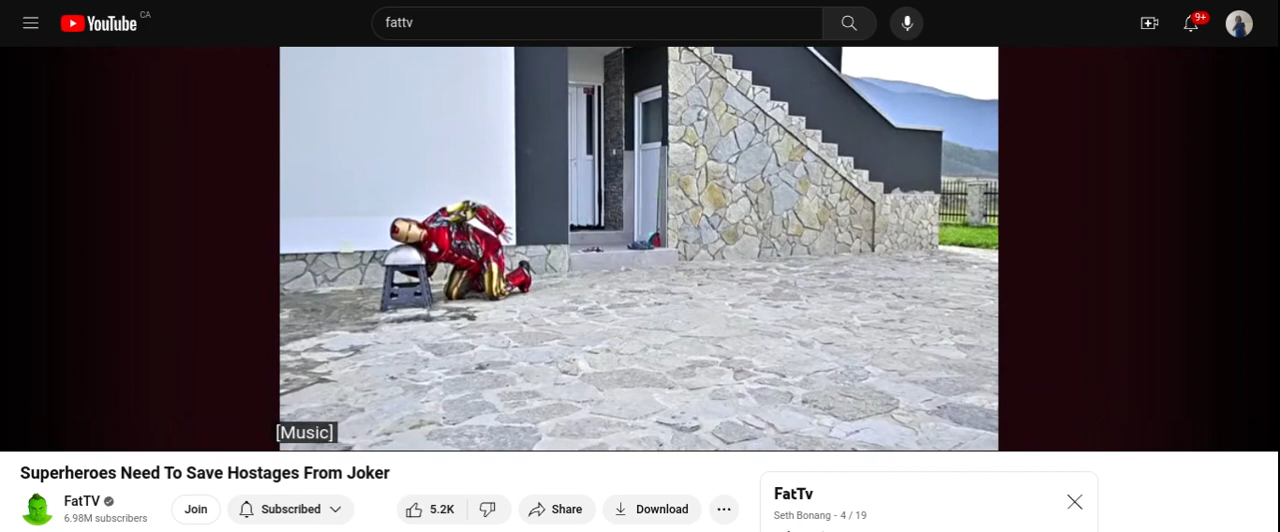 YouTube CA
fattv
9+
[Music]
Superheroes Need To Save Hostages From Joker
FatTV
6.98M subscribers
Join
Subscribed
5.2K
Share
Download
FatTv
Seth Bonang - 4 / 19